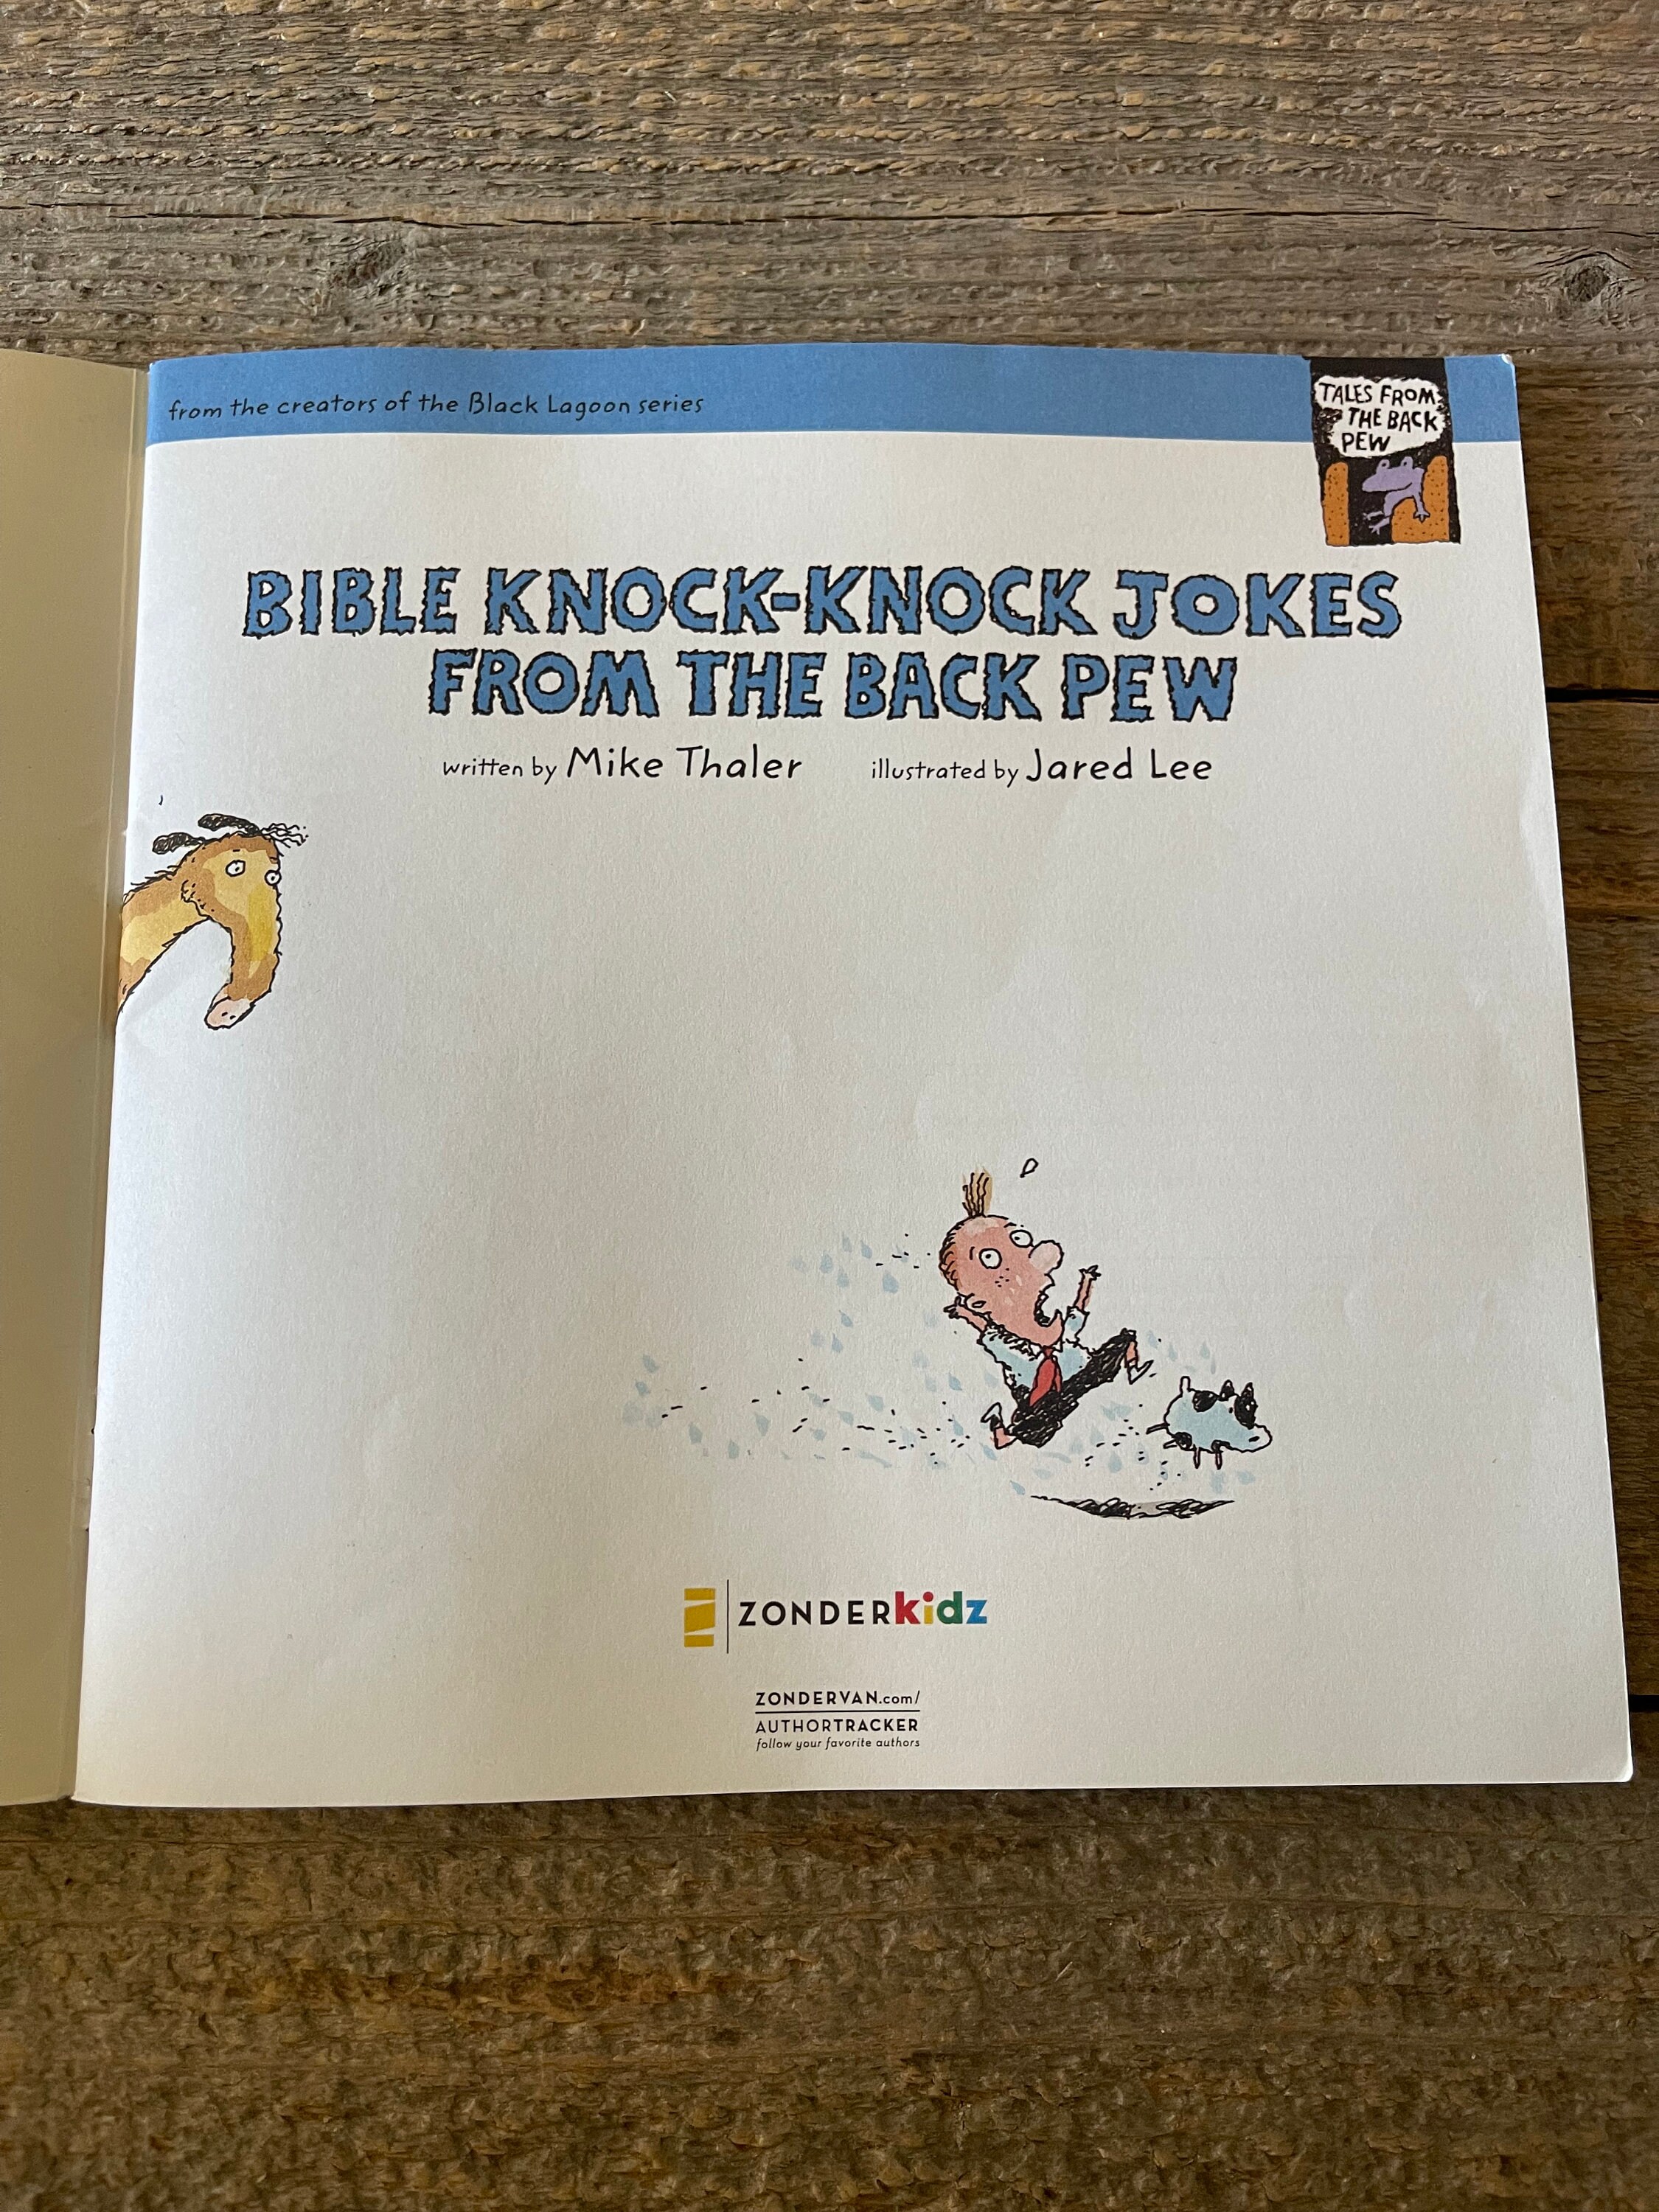 from the creators of the Black Lagoon series
TALES FROM
THE BACK
PEW
BIBLE KNOCK-KNOCK JOKES
FROM THE BACK PEW
written by Mike Thaler illustrated by Jared Lee
ZONDERkidz
ZONDERVAN.com/
AUTHORTRACKER
follow your favorite authors